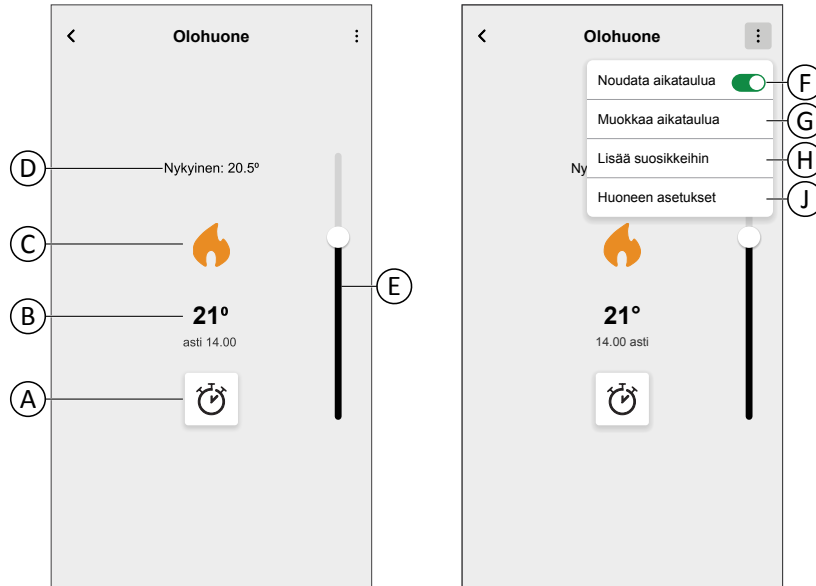 Olohuone
D
Nykyinen: 20.5º
C
E
B
21º
asti 14.00
A
Olohuone
Noudata aikataulua
F
Muokkaa aikataulua
G
Lisää suosikkeihin
H
Ny
Huoneen asetukset
J
21°
14.00 asti